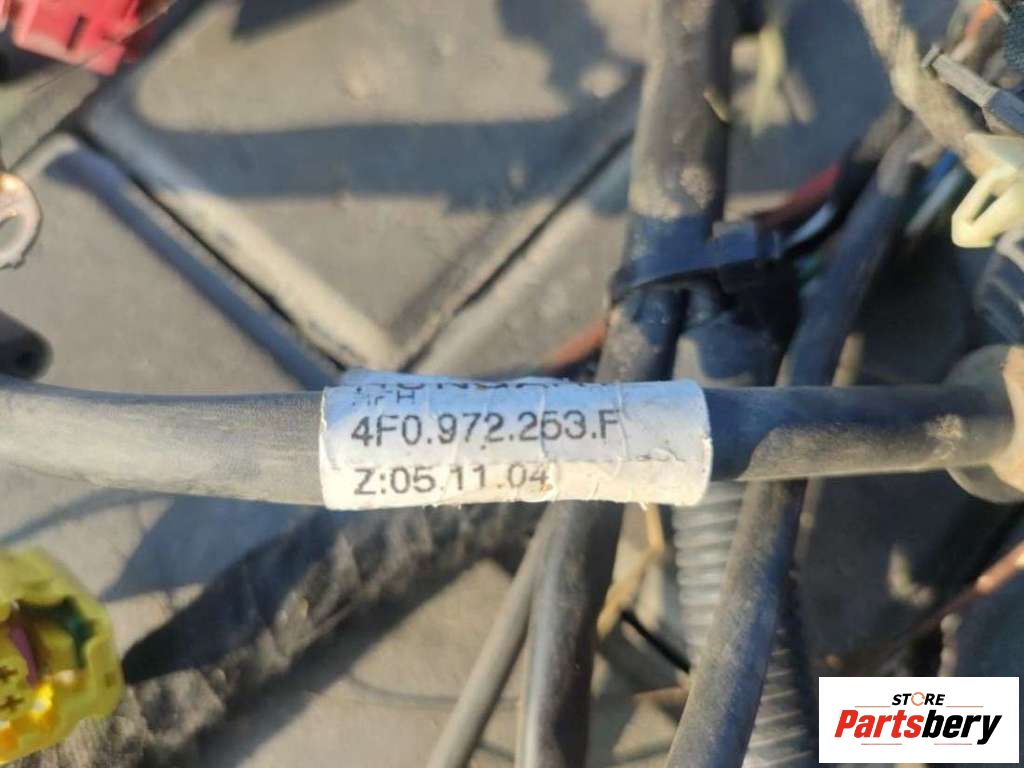 4F0.972.253.F
Z:05.11.04
STORE
Partsbery